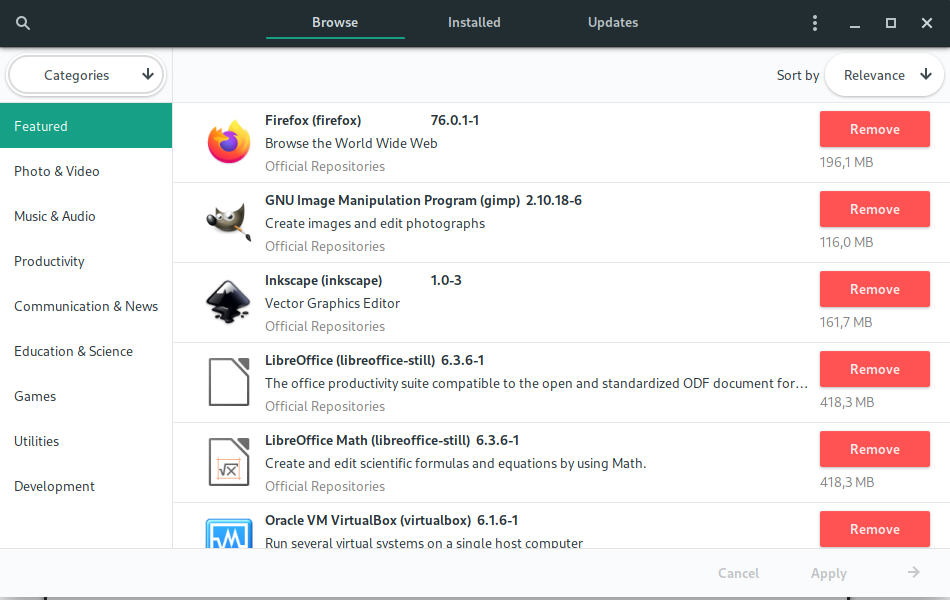 Browse
Installed
Updates
Categories
Sort by
Relevance
Featured
Photo & Video
Music & Audio
Productivity
Communication & News
Education & Science
Games
Utilities
Development
Firefox (firefox) 76.0.1-1
Browse the World Wide Web
Official Repositories
Remove
196,1 MB
GNU Image Manipulation Program (gimp) 2.10.18-6
Create images and edit photographs
Official Repositories
Remove
116,0 MB
Inkscape (inkscape) 1.0-3
Vector Graphics Editor
Official Repositories
Remove
161,7 MB
LibreOffice (libreoffice-still) 6.3.6-1
The office productivity suite compatible to the open and standardized ODF document for…
Official Repositories
Remove
418,3 MB
LibreOffice Math (libreoffice-still) 6.3.6-1
Create and edit scientific formulas and equations by using Math.
Official Repositories
Remove
418,3 MB
Oracle VM VirtualBox (virtualbox) 6.1.6-1
Run several virtual systems on a single host computer
Remove
Cancel
Apply